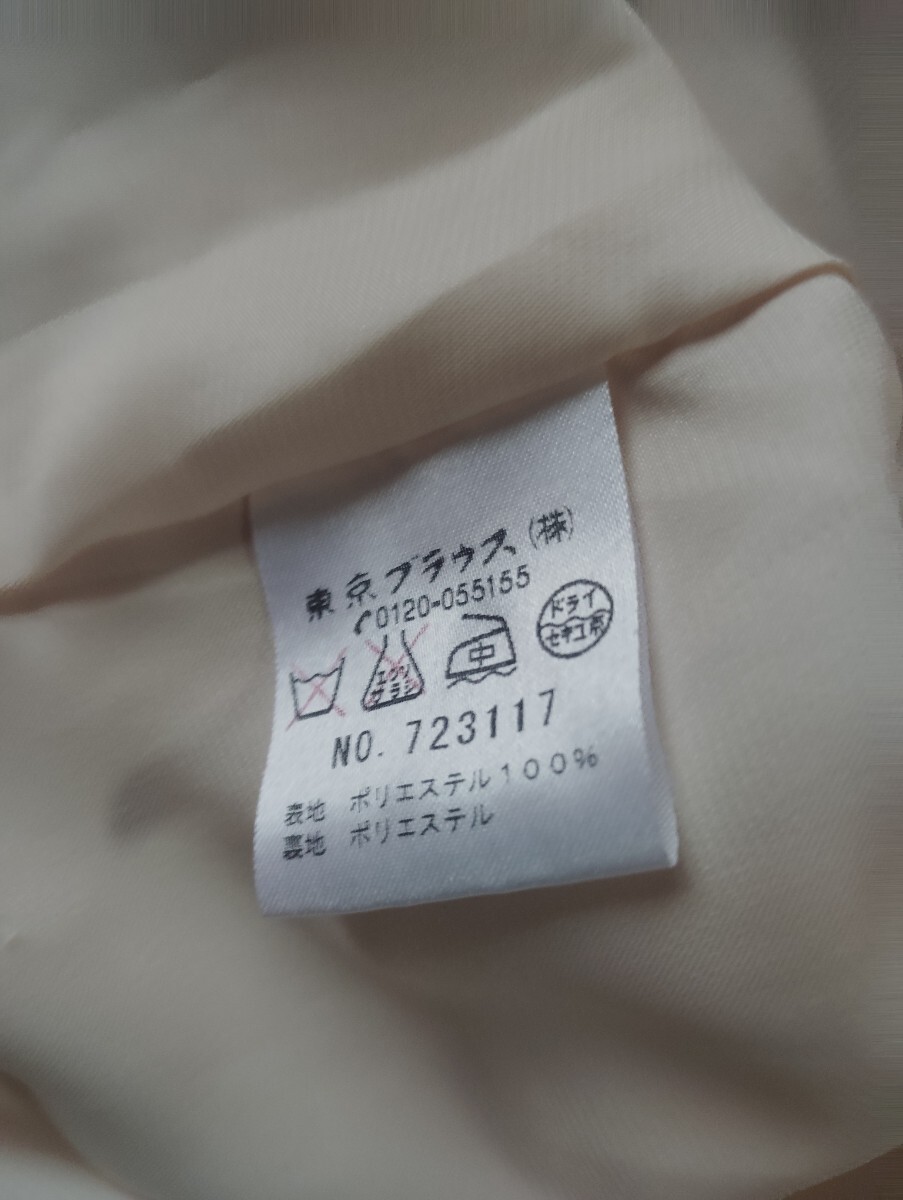 東京ブラウス(株)
0120-055155
エンソ
サラシ
中
ドライ
セキユ系
NO. 723117
表地 ポリエステル100%
裏地 ポリエステル